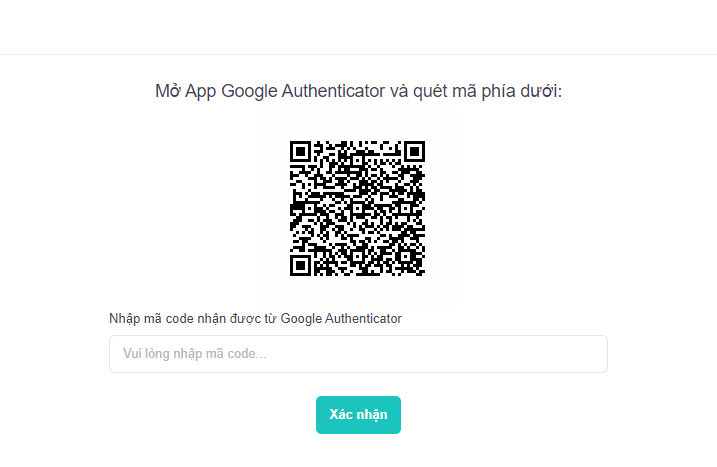 Mở App Google Authenticator và quét mã phía dưới:
Nhập mã code nhận được từ Google Authenticator
Vui lòng nhập mã code...
Xác nhận